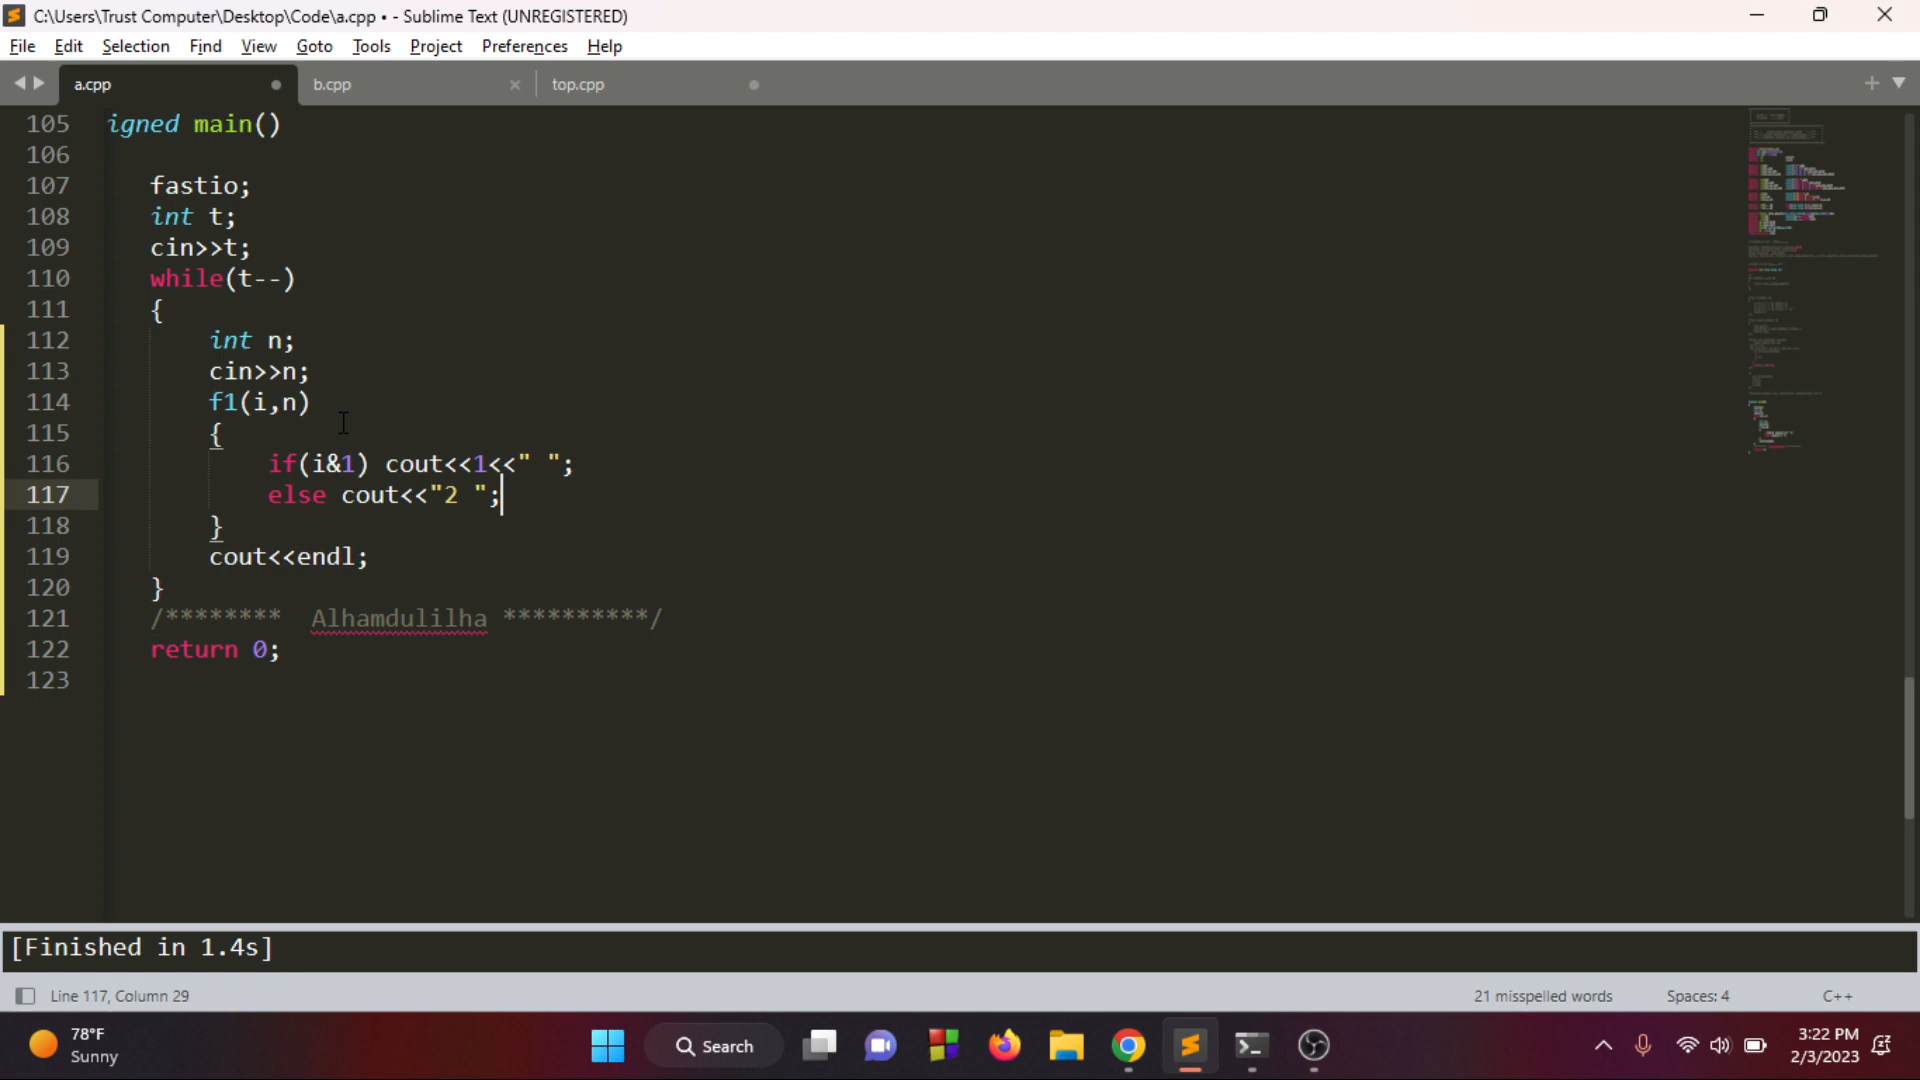 C:\Users\Trust Computer\Desktop\Code\a.cpp • - Sublime Text (UNREGISTERED)
File Edit Selection Find View Goto Tools Project Preferences Help
a.cpp b.cpp top.cpp
105 igned main()
106
107 fastio;
108 int t;
109 cin>>t;
110 while(t--)
111 {
112 int n;
113 cin>>n;
114 f1(i,n)
115 {
116 if(i&1) cout<<1<<" ";
117 else cout<<"2 ";
118 }
119 cout<<endl;
120 }
121 /******** Alhamdulilha **********/
122 return 0;
123
[Finished in 1.4s]
Line 117, Column 29 21 misspelled words Spaces: 4 C++
78°F
Sunny
Search
3:22 PM
2/3/2023